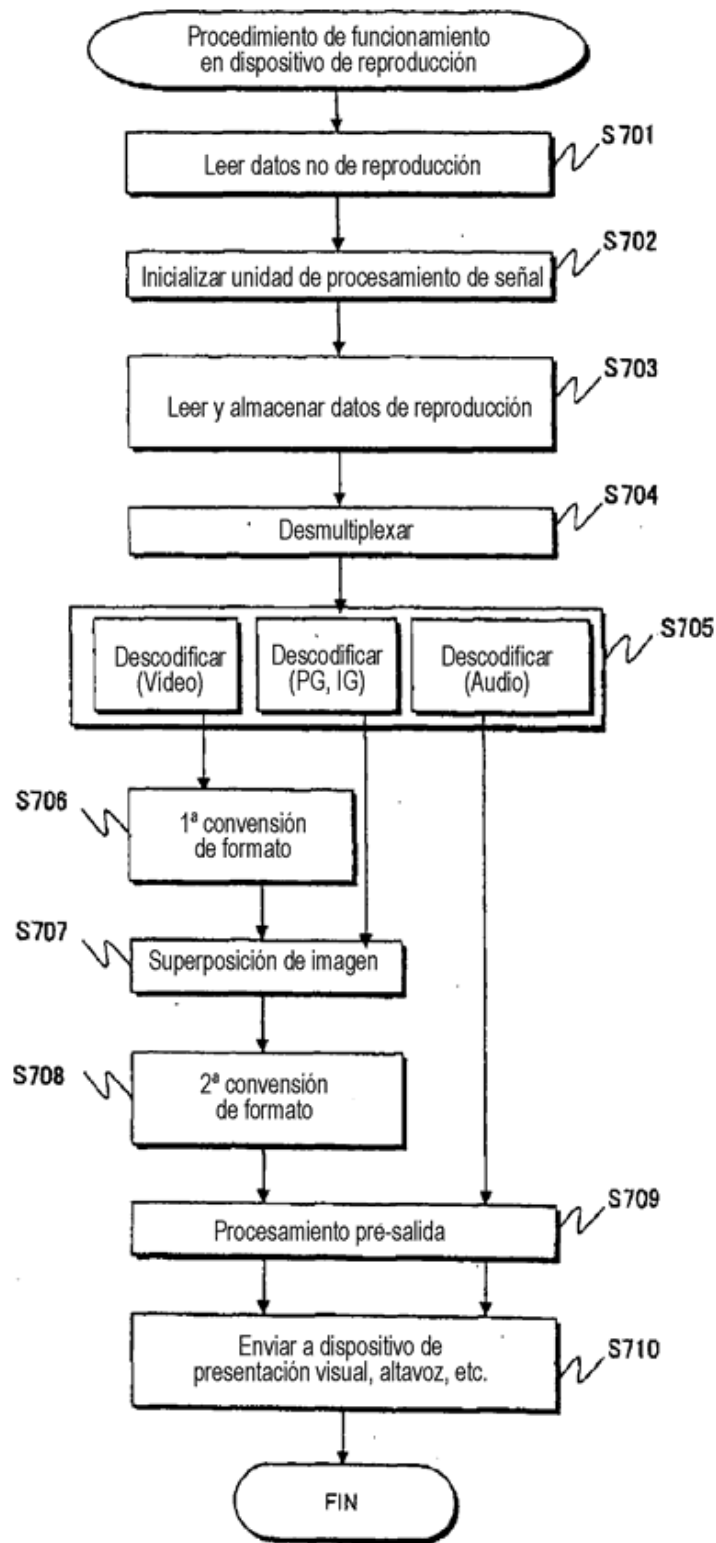 Procedimiento de funcionamiento
en dispositivo de reproducción
S701
Leer datos no de reproducción
S702
Inicializar unidad de procesamiento de señal
S703
Leer y almacenar datos de reproducción
S704
Desmultiplexar
S705
Descodificar
(Video)
Descodificar
(PG, IG)
Descodificar
(Audio)
S706
1ª convensión
de formato
S707
Superposición de imagen
S708
2ª convensión
de formato
S709
Procesamiento pre-salida
S710
Enviar a dispositivo de
presentación visual, altavoz, etc.
FIN